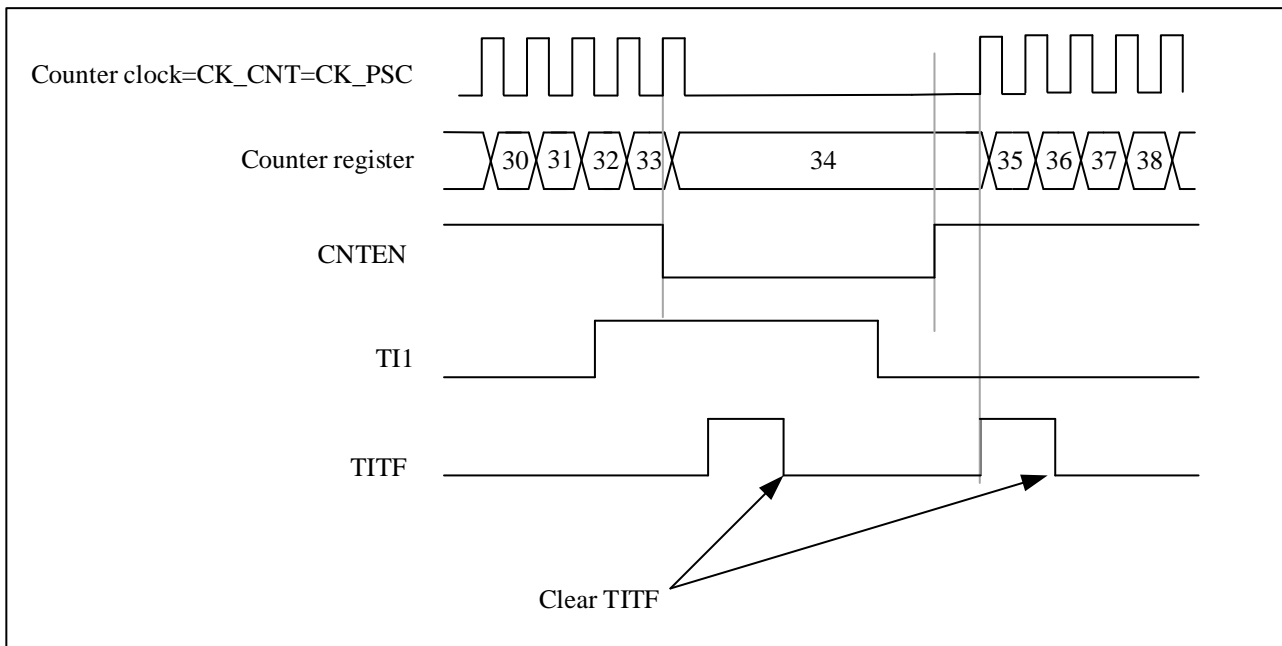 Counter clock=CK_CNT=CK_PSC
Counter register
30 31 32 33 34 35 36 37 38
CNTEN
TI1
TITF
Clear TITF